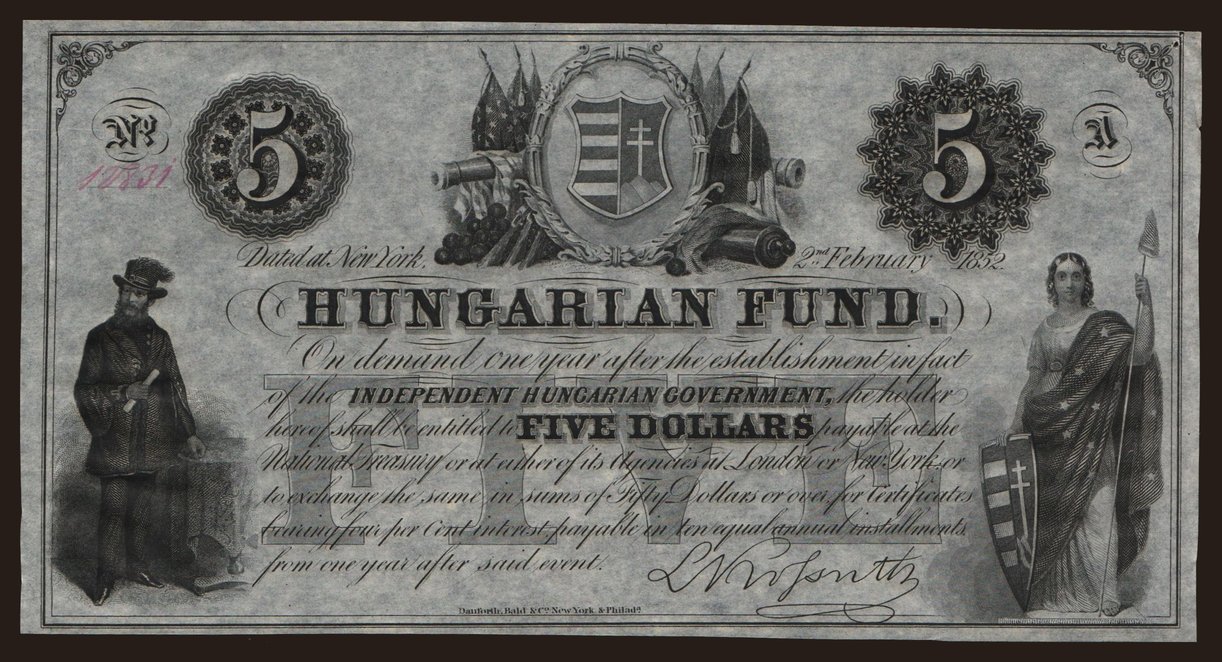 Nº 5 5 A
Dated at New York, 2nd February 1852.
HUNGARIAN FUND.
On demand, one year after the establishment in fact
of the INDEPENDENT HUNGARIAN GOVERNMENT, the holder
hereof shall be entitled to FIVE DOLLARS payable at the
National Treasury or at either of its Agencies at London or New York, or
to exchange the same, in sums of Fifty Dollars or over, for Certificates
bearing four per Cent interest, payable in ten equal annual installments
from one year after said event.
FIVE
L Kossuth
Danforth, Bald & Co. New York & Philada.